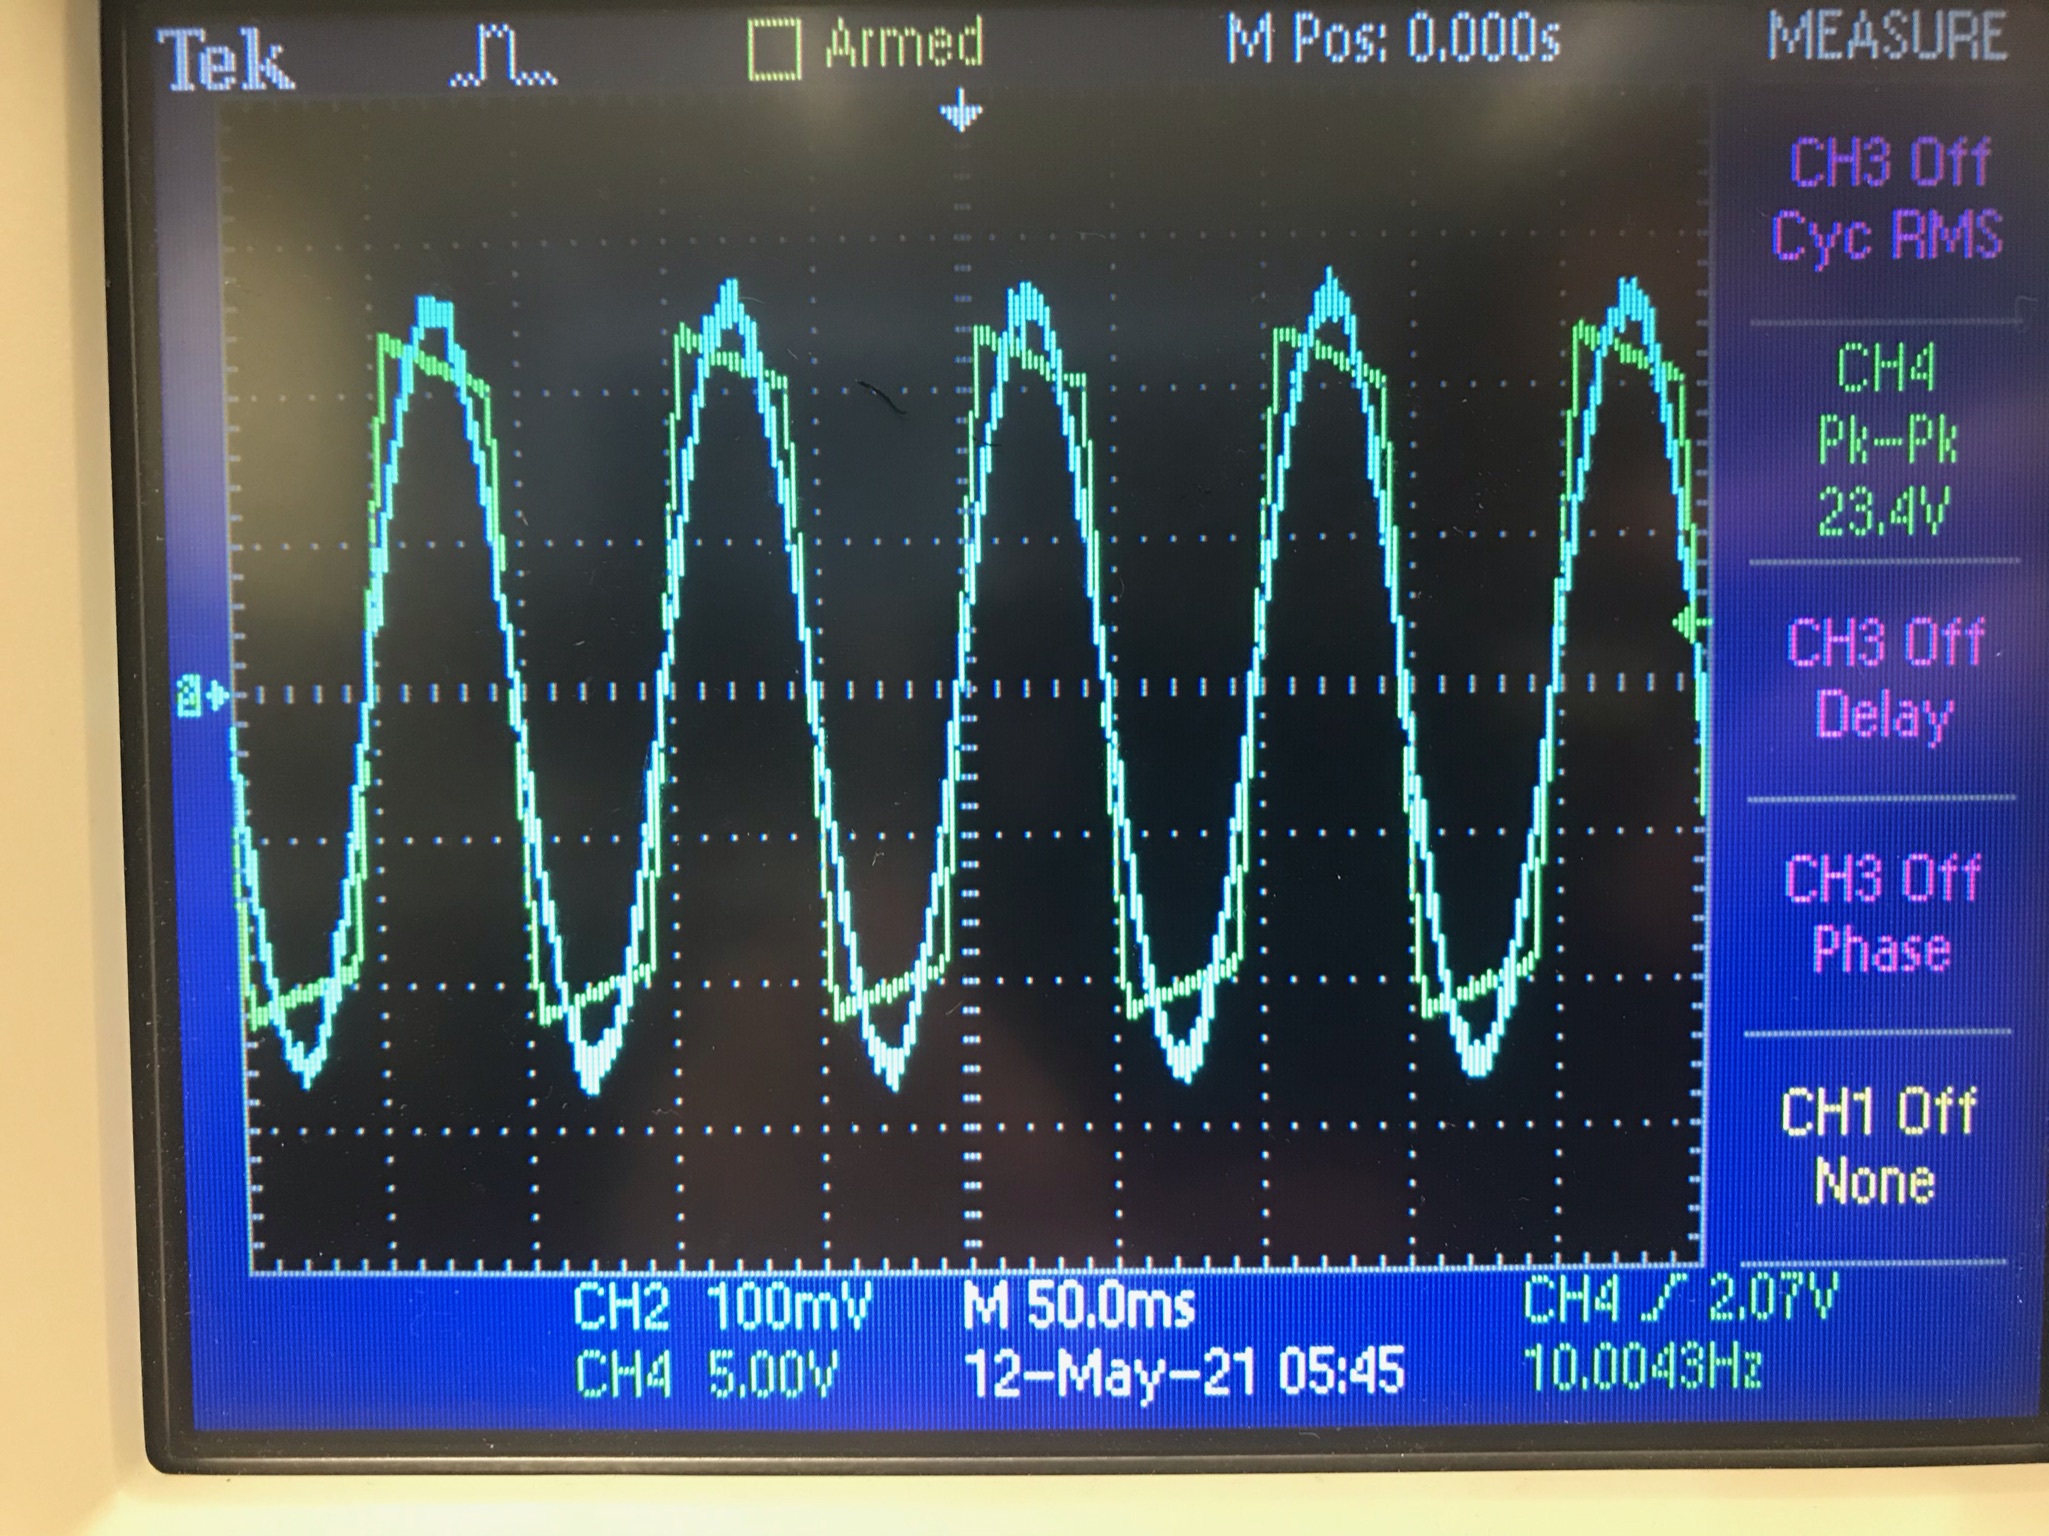 Tek Armed M Pos: 0.000s MEASURE
CH3 Off
Cyc RMS
CH4
Pk-Pk
23.4V
CH3 Off
Delay
CH3 Off
Phase
CH1 Off
None
2
CH2 100mV M 50.0ms CH4 2.07V
CH4 5.00V 12-May-21 05:45 10.0043Hz